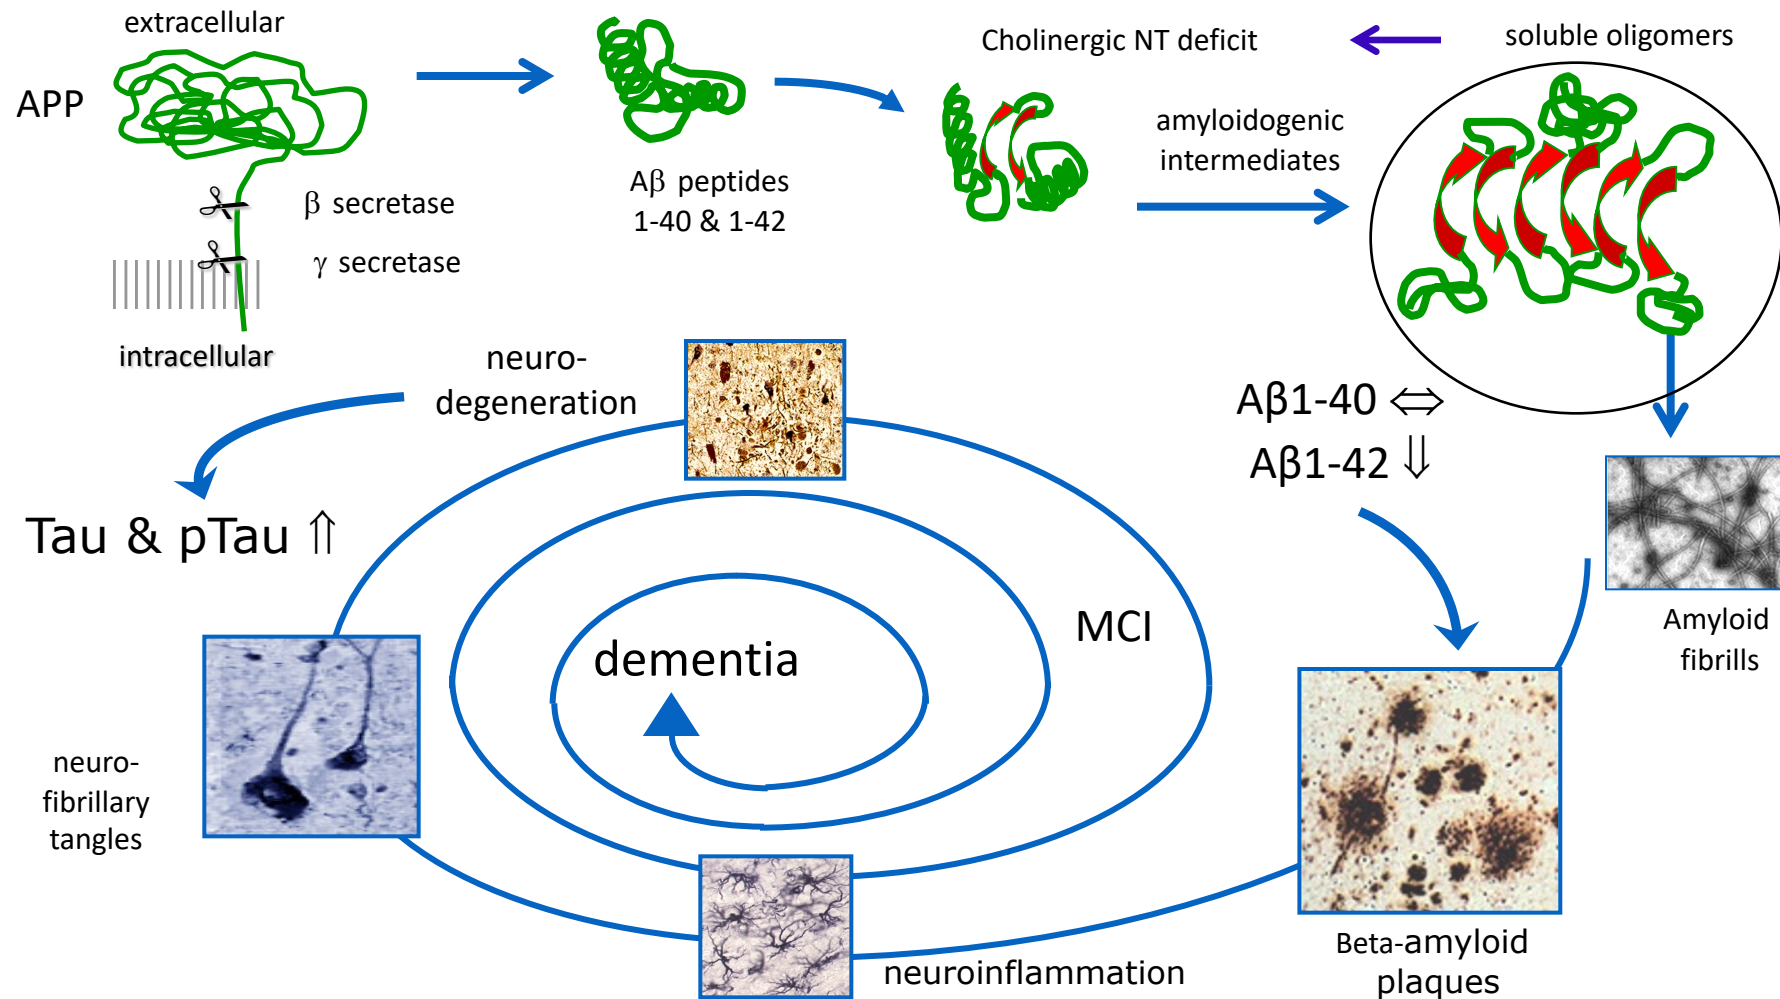 extracellular
APP
β secretase
γ secretase
intracellular
Aβ peptides
1-40 & 1-42
Cholinergic NT deficit
soluble oligomers
amyloidogenic
intermediates
Aβ1-40 ⇔
Aβ1-42 ⇓
Amyloid
fibrills
Beta-amyloid
plaques
neuroinflammation
neuro-
fibrillary
tangles
neuro-
degeneration
Tau & pTau ⇑
MCI
dementia